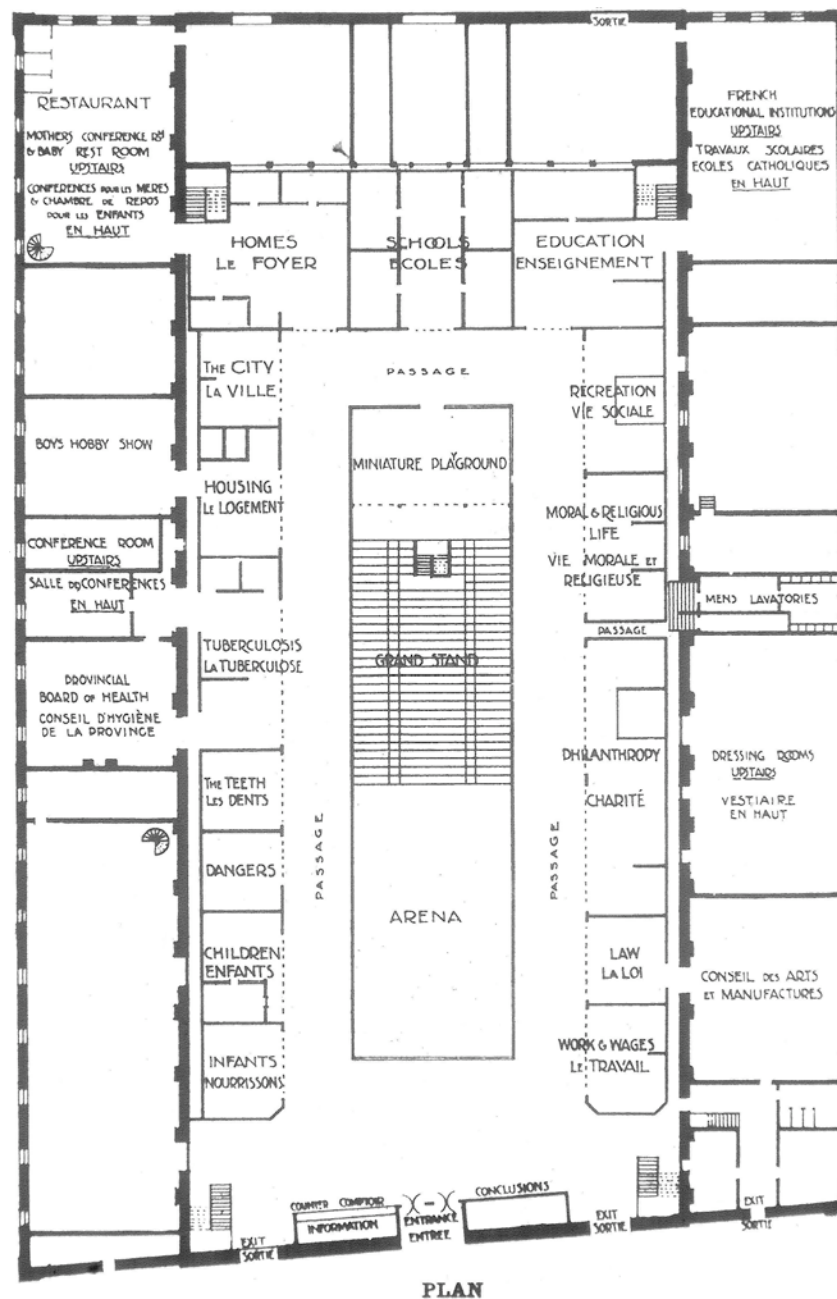 SORTIE
RESTAURANT
MOTHERS CONFERENCE RM
& BABY REST ROOM
UPSTAIRS
CONFERENCES POUR LES MERES
& CHAMBRE DE REPOS
POUR LES ENFANTS
EN HAUT
FRENCH
EDUCATIONAL INSTITUTIONS
UPSTAIRS
TRAVAUX SCOLAIRES
ECOLES CATHOLIQUES
EN HAUT
HOMES
LE FOYER
SCHOOLS
ECOLES
EDUCATION
ENSEIGNEMENT
THE CITY
LA VILLE
PASSAGE
RECREATION
VIE SOCIALE
BOYS HOBBY SHOW
MINIATURE PLAYGROUND
HOUSING
LE LOGEMENT
MORAL & RELIGIOUS
LIFE
VIE MORALE ET
RELIGIEUSE
CONFERENCE ROOM
UPSTAIRS
SALLE DES CONFERENCES
EN HAUT
MENS LAVATORIES
PASSAGE
TUBERCULOSIS
LA TUBERCULOSE
GRAND STAND
PROVINCIAL
BOARD OF HEALTH
CONSEIL D'HYGIÈNE
DE LA PROVINCE
PHILANTHROPY
CHARITÉ
DRESSING ROOMS
UPSTAIRS
VESTIAIRE
EN HAUT
THE TEETH
LES DENTS
PASSAGE
PASSAGE
DANGERS
ARENA
CHILDREN
ENFANTS
LAW
LA LOI
CONSEIL DES ARTS
ET MANUFACTURES
INFANTS
NOURRISSONS
WORK & WAGES
LE TRAVAIL
COUNTER COMPTOIR
INFORMATION
ENTRANCE
ENTREE
CONCLUSIONS
EXIT
SORTIE
EXIT
SORTIE
EXIT
SORTIE
PLAN